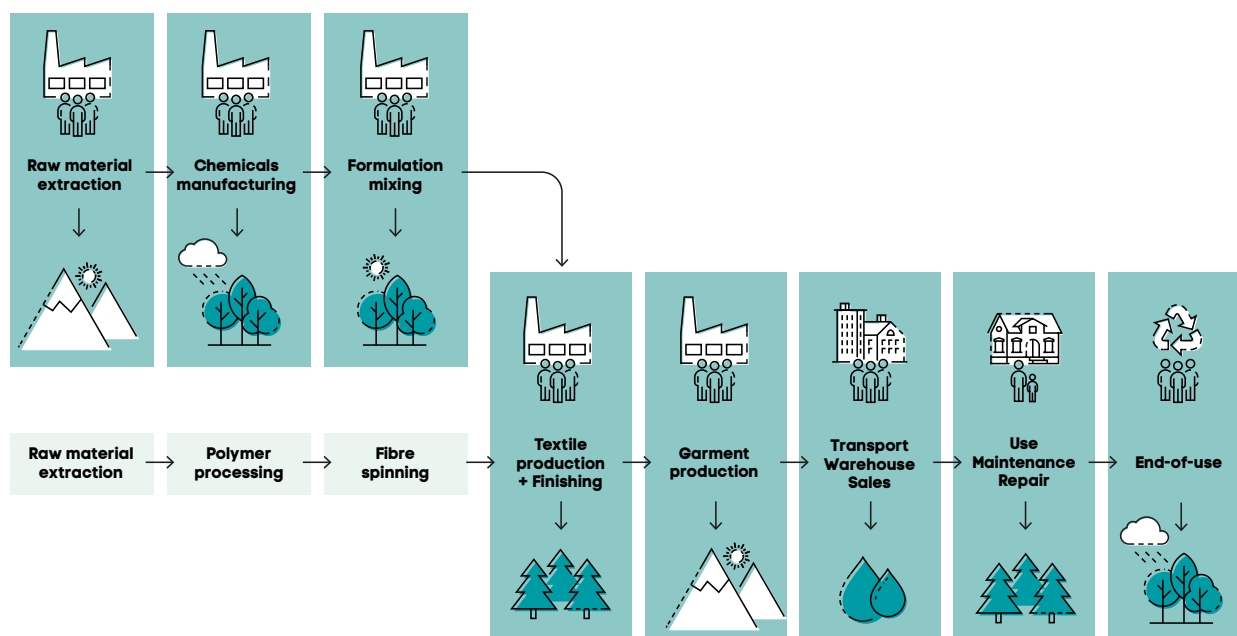 Raw material
extraction
Chemicals
manufacturing
Formulation
mixing
Raw material
extraction
Polymer
processing
Fibre
spinning
Textile
production
+ Finishing
Garment
production
Transport
Warehouse
Sales
Use
Maintenance
Repair
End-of-use